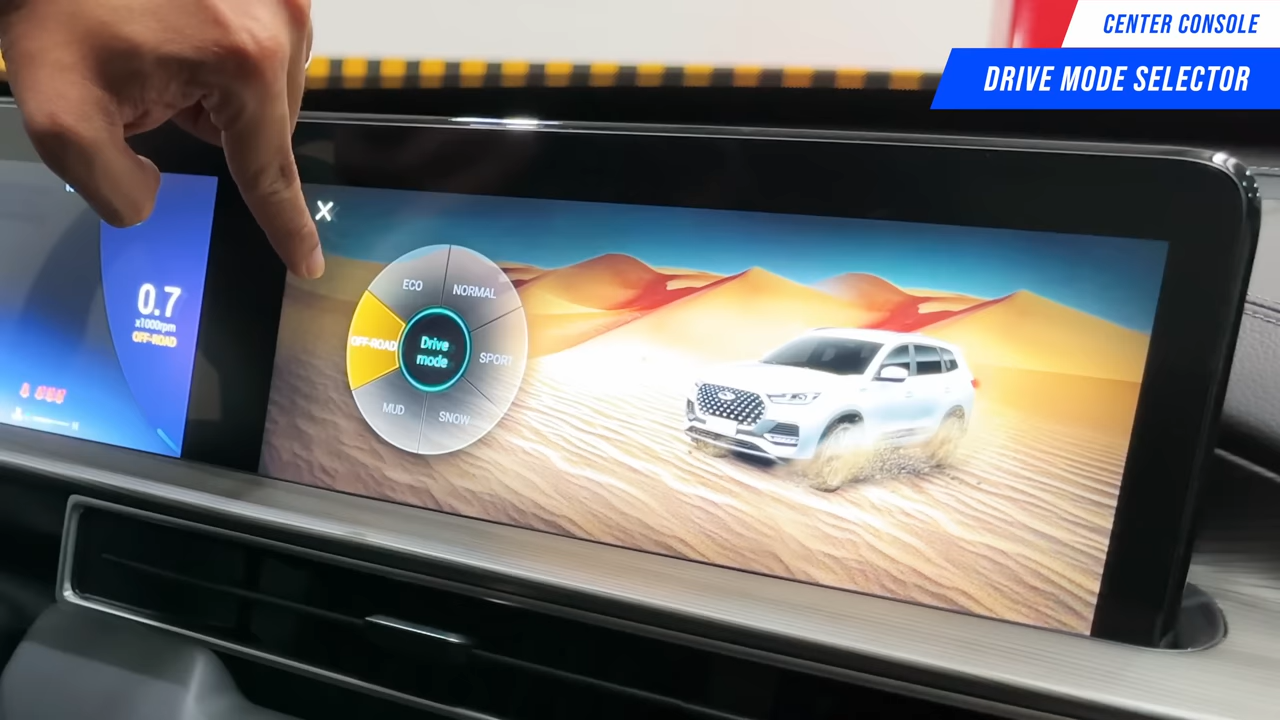 CENTER CONSOLE
DRIVE MODE SELECTOR
X
0.7
x1000rpm
OFF-ROAD
ECO
NORMAL
OFF-ROAD
Drive
mode
SPORT
MUD
SNOW